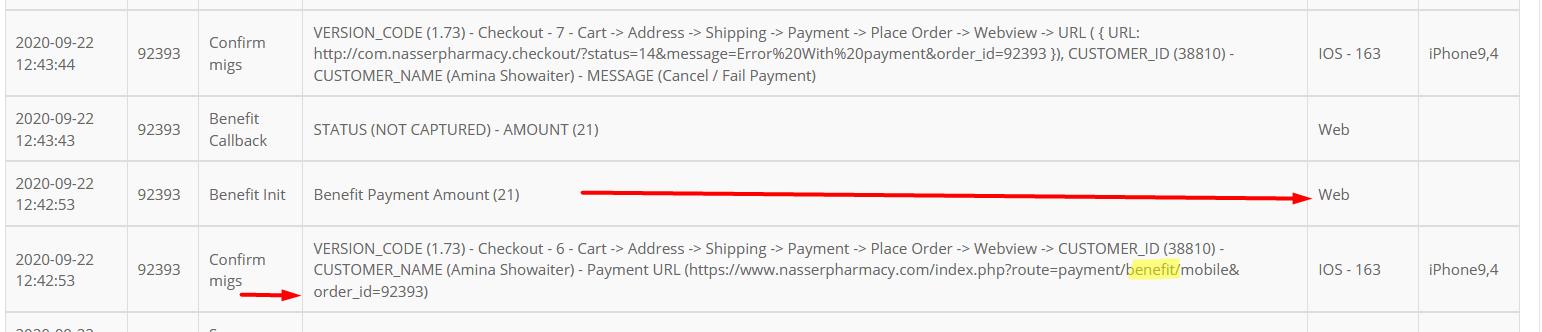 2020-09-22
12:43:44
92393
Confirm
migs
VERSION_CODE (1.73) - Checkout - 7 - Cart -> Address -> Shipping -> Payment -> Place Order -> Webview -> URL ( { URL:
http://com.nasserpharmacy.checkout/?status=14&message=Error%20With%20payment&order_id=92393 }), CUSTOMER_ID (38810) -
CUSTOMER_NAME (Amina Showaiter) - MESSAGE (Cancel / Fail Payment)
IOS - 163
iPhone9,4
2020-09-22
12:43:43
92393
Benefit
Callback
STATUS (NOT CAPTURED) - AMOUNT (21)
Web
2020-09-22
12:42:53
92393
Benefit Init
Benefit Payment Amount (21)
Web
2020-09-22
12:42:53
92393
Confirm
migs
VERSION_CODE (1.73) - Checkout - 6 - Cart -> Address -> Shipping -> Payment -> Place Order -> Webview -> CUSTOMER_ID (38810) -
CUSTOMER_NAME (Amina Showaiter) - Payment URL (https://www.nasserpharmacy.com/index.php?route=payment/benefit/mobile&
order_id=92393)
IOS - 163
iPhone9,4